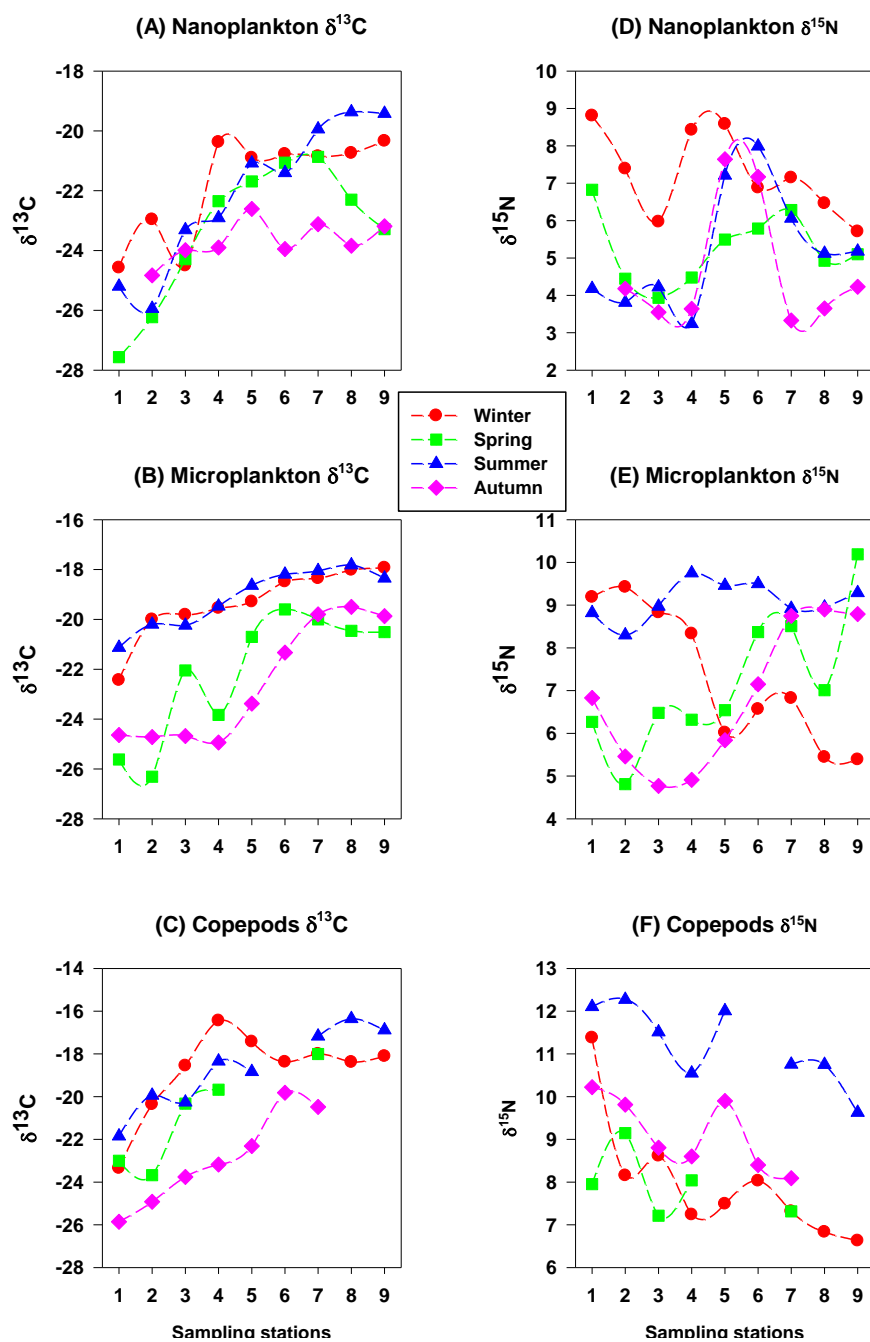 (A) Nanoplankton δ¹³C
(D) Nanoplankton δ¹⁵N
-18
-20
-22
-24
-26
-28
δ¹³C
1 2 3 4 5 6 7 8 9
10
9
8
7
6
5
4
3
2
δ¹⁵N
1 2 3 4 5 6 7 8 9
Winter
Spring
Summer
Autumn
(B) Microplankton δ¹³C
(E) Microplankton δ¹⁵N
-16
-18
-20
-22
-24
-26
-28
δ¹³C
1 2 3 4 5 6 7 8 9
11
10
9
8
7
6
5
4
δ¹⁵N
1 2 3 4 5 6 7 8 9
(C) Copepods δ¹³C
(F) Copepods δ¹⁵N
-14
-16
-18
-20
-22
-24
-26
-28
δ¹³C
1 2 3 4 5 6 7 8 9
Sampling stations
13
12
11
10
9
8
7
6
δ¹⁵N
1 2 3 4 5 6 7 8 9
Sampling stations